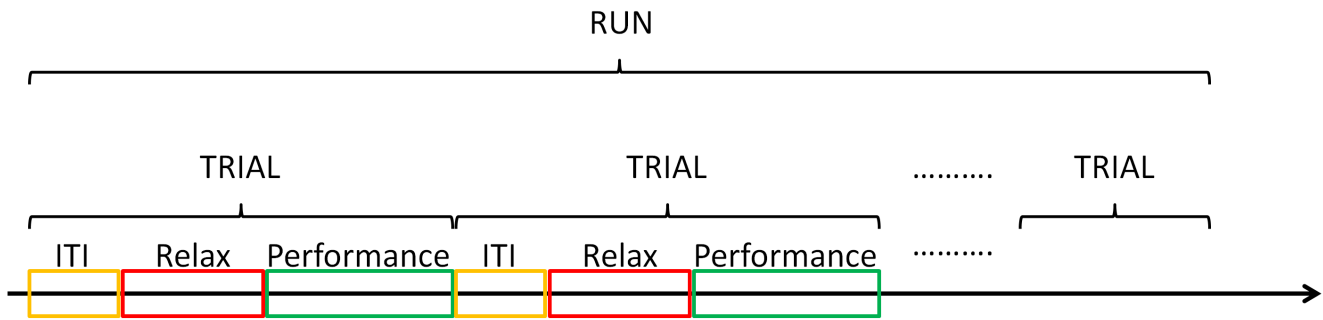 RUN
TRIAL TRIAL ………. TRIAL
ITI Relax Performance ITI Relax Performance ……….